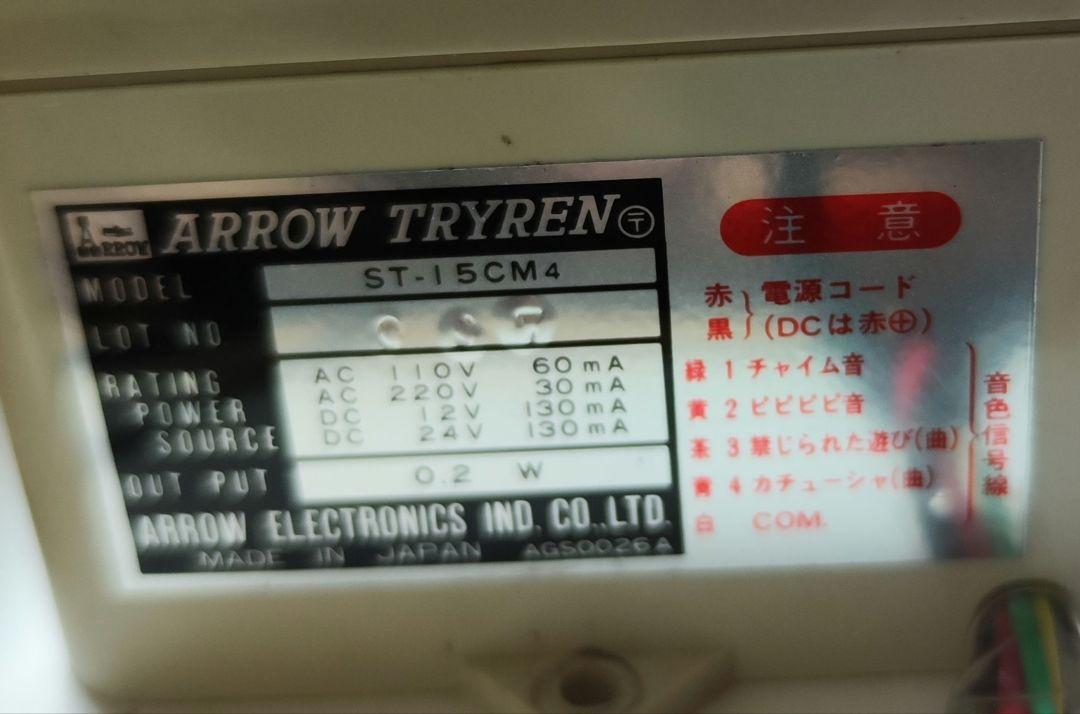 ARROW
ARROW TRYREN 〶
MODEL ST-15CM4
LOT NO
RATING AC 110V 60mA
POWER AC 220V 30mA
SOURCE DC 12V 130mA
DC 24V 130mA
OUT PUT 0.2 W
ARROW ELECTRONICS IND. CO.,LTD.
MADE IN JAPAN AGS0026A
注意
赤 } 電源コード
黒 } (DCは赤⊕)
緑 1 チャイム音
黄 2 ピピピピ音
茶 3 禁じられた遊び(曲)
青 4 カチューシャ(曲)
白 COM.
音色信号線